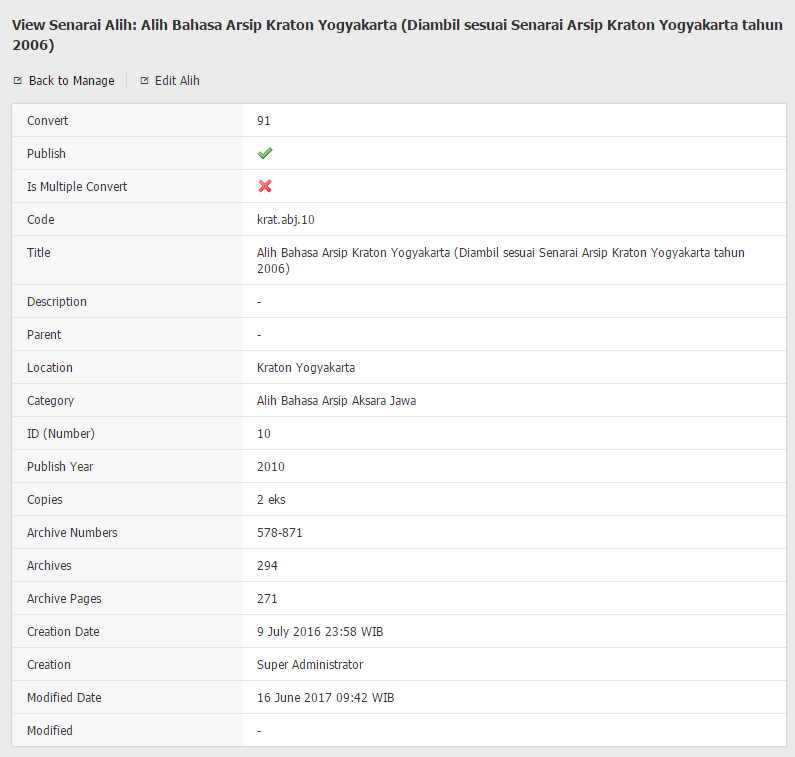 View Senarai Alih: Alih Bahasa Arsip Kraton Yogyakarta (Diambil sesuai Senarai Arsip Kraton Yogyakarta tahun
2006)
Back to Manage Edit Alih
Convert 91
Publish
Is Multiple Convert
Code krat.abj.10
Title Alih Bahasa Arsip Kraton Yogyakarta (Diambil sesuai Senarai Arsip Kraton Yogyakarta tahun
2006)
Description -
Parent -
Location Kraton Yogyakarta
Category Alih Bahasa Arsip Aksara Jawa
ID (Number) 10
Publish Year 2010
Copies 2 eks
Archive Numbers 578-871
Archives 294
Archive Pages 271
Creation Date 9 July 2016 23:58 WIB
Creation Super Administrator
Modified Date 16 June 2017 09:42 WIB
Modified -